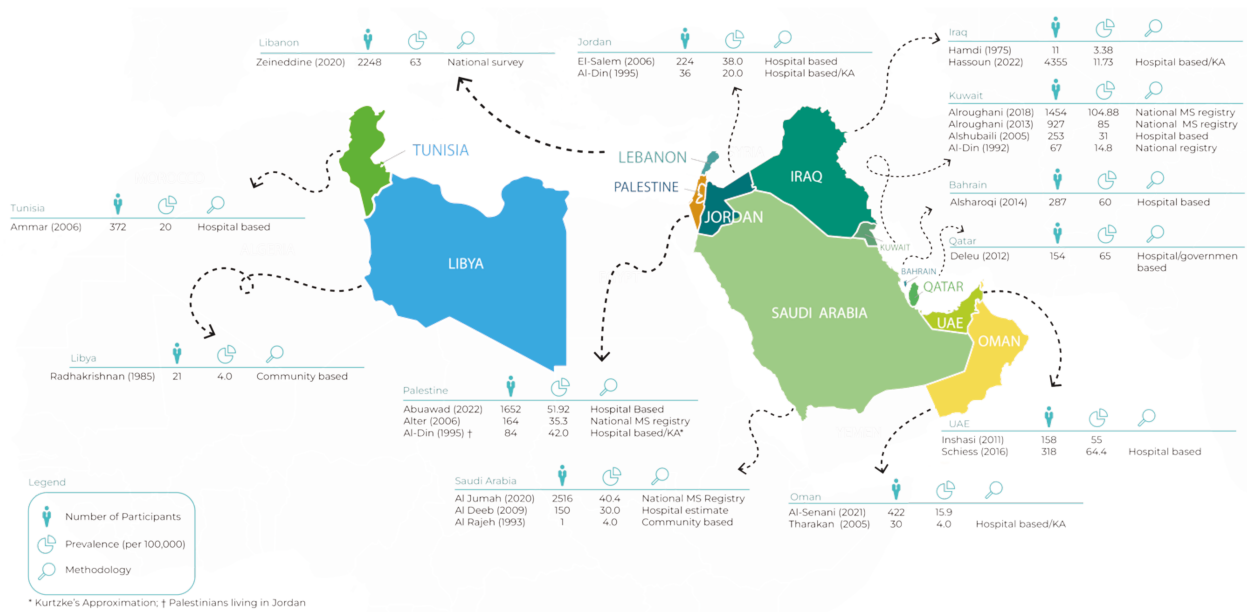 Lebanon
Zeineddine (2020) 2248 63 National survey
Jordan
El-Salem (2006) 224 38.0 Hospital based
Al-Din( 1995) 36 20.0 Hospital based/KA
Iraq
Hamdi (1975) 11 3.38
Hassoun (2022) 4355 11.73 Hospital based/KA
Kuwait
Alroughani (2018) 1454 104.88 National MS registry
Alroughani (2013) 927 85 National MS registry
Alshubaili (2005) 253 31 Hospital based
Al-Din (1992) 67 14.8 National registry
Bahrain
Alsharoqi (2014) 287 60 Hospital based
Qatar
Deleu (2012) 154 65 Hospital/governmen
based
TUNISIA
LEBANON
PALESTINE
JORDAN
IRAQ
KUWAIT
BAHRAIN
QATAR
LIBYA
SAUDI ARABIA
UAE
OMAN
Tunisia
Ammar (2006) 372 20 Hospital based
Libya
Radhakrishnan (1985) 21 4.0 Community based
Palestine
Abuawad (2022) 1652 51.92 Hospital Based
Alter (2006) 164 35.3 National MS registry
Al-Din (1995) † 84 42.0 Hospital based/KA*
UAE
Inshasi (2011) 158 55
Schiess (2016) 318 64.4 Hospital based
Saudi Arabia
Al Jumah (2020) 2516 40.4 National MS Registry
Al Deeb (2009) 150 30.0 Hospital estimate
Al Rajeh (1993) 1 4.0 Community based
Oman
Al-Senani (2021) 422 15.9
Tharakan (2005) 30 4.0 Hospital based/KA
Legend
Number of Participants
Prevalence (per 100,000)
Methodology
* Kurtzke's Approximation; † Palestinians living in Jordan